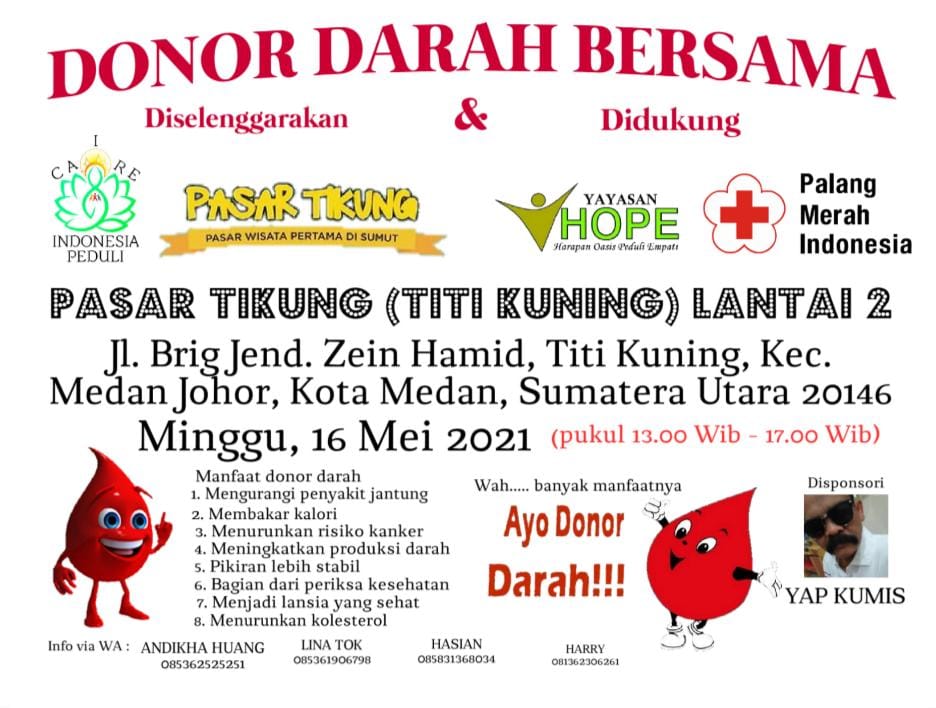 DONOR DARAH BERSAMA
Diselenggarakan & Didukung
I CARE
INDONESIA
PEDULI
PASAR TIKUNG
PASAR WISATA PERTAMA DI SUMUT
YAYASAN
HOPE
Harapan Oasis Peduli Empati
Palang
Merah
Indonesia
PASAR TIKUNG (TITI KUNING) LANTAI 2
Jl. Brig Jend. Zein Hamid, Titi Kuning, Kec.
Medan Johor, Kota Medan, Sumatera Utara 20146
Minggu, 16 Mei 2021 (pukul 13.00 Wib - 17.00 Wib)
Manfaat donor darah
1. Mengurangi penyakit jantung
2. Membakar kalori
3. Menurunkan risiko kanker
4. Meningkatkan produksi darah
5. Pikiran lebih stabil
6. Bagian dari periksa kesehatan
7. Menjadi lansia yang sehat
8. Menurunkan kolesterol
Wah..... banyak manfaatnya
Ayo Donor
Darah!!!
Disponsori
YAP KUMIS
Info via WA : ANDIKHA HUANG
085362525251
LINA TOK
085361906798
HASIAN
085831368034
HARRY
081362306261